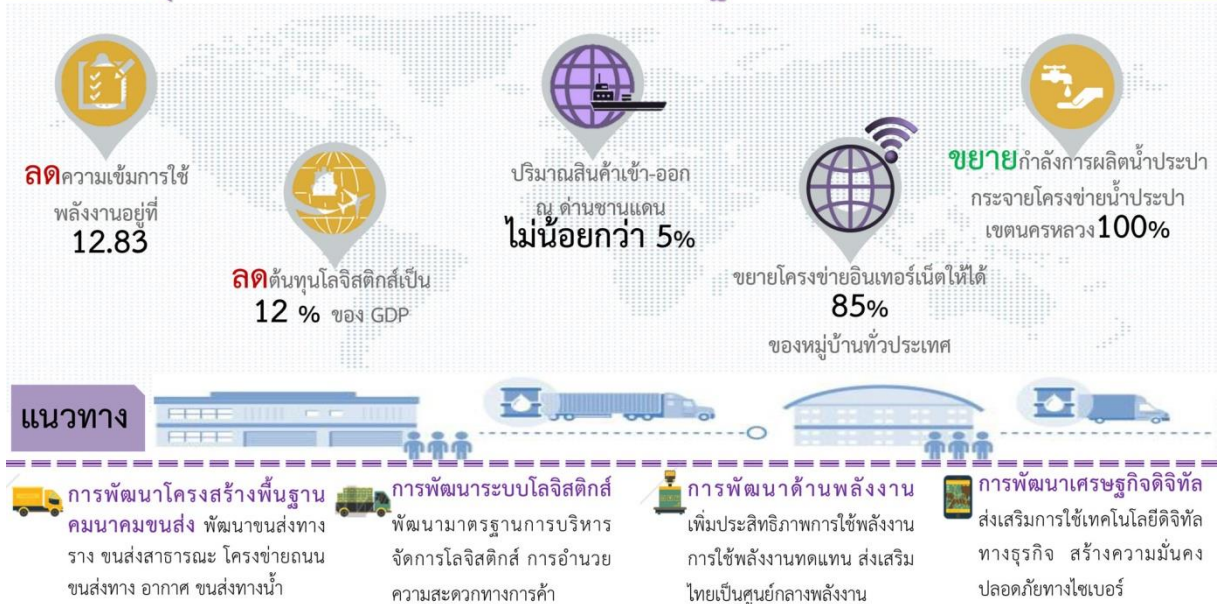 ลดความเข้มการใช้
พลังงานอยู่ที่
12.83
ลดต้นทุนโลจิสติกส์เป็น
12 % ของ GDP
ปริมาณสินค้าเข้า-ออก
ณ ด่านชานแดน
ไม่น้อยกว่า 5%
ขยายโครงข่ายอินเทอร์เน็ตให้ได้
85%
ของหมู่บ้านทั่วประเทศ
ขยายกำลังการผลิตน้ำประปา
กระจายโครงข่ายน้ำประปา
เขตนครหลวง100%
แนวทาง
การพัฒนาโครงสร้างพื้นฐาน
คมนาคมขนส่ง พัฒนาขนส่งทาง
ราง ขนส่งสาธารณะ โครงข่ายถนน
ขนส่งทาง อากาศ ขนส่งทางน้ำ
การพัฒนาระบบโลจิสติกส์
พัฒนามาตรฐานการบริหาร
จัดการโลจิสติกส์ การอำนวย
ความสะดวกทางการค้า
การพัฒนาด้านพลังงาน
เพิ่มประสิทธิภาพการใช้พลังงาน
การใช้พลังงานทดแทน ส่งเสริม
ไทยเป็นศูนย์กลางพลังงาน
การพัฒนาเศรษฐกิจดิจิทัล
ส่งเสริมการใช้เทคโนโลยีดิจิทัล
ทางธุรกิจ สร้างความมั่นคง
ปลอดภัยทางไซเบอร์